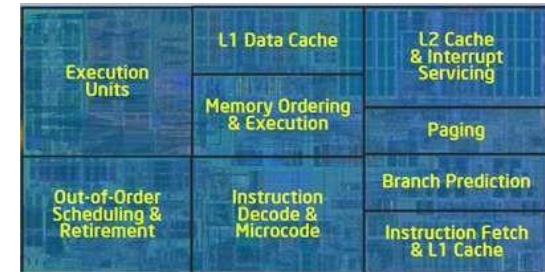 Execution
Units
L1 Data Cache
Memory Ordering
& Execution
L2 Cache
& Interrupt
Servicing
Paging
Out-of-Order
Scheduling &
Retirement
Instruction
Decode &
Microcode
Branch Prediction
Instruction Fetch
& L1 Cache